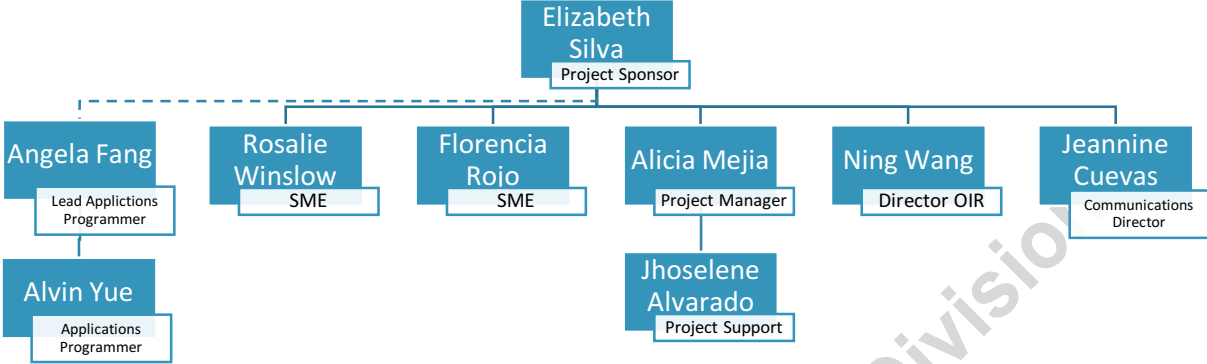 Elizabeth
Silva
Project Sponsor
Angela Fang
Lead Applictions
Programmer
Rosalie
Winslow
SME
Florencia
Rojo
SME
Alicia Mejia
Project Manager
Ning Wang
Director OIR
Jeannine
Cuevas
Communications
Director
Alvin Yue
Applications
Programmer
Jhoselene
Alvarado
Project Support
Division